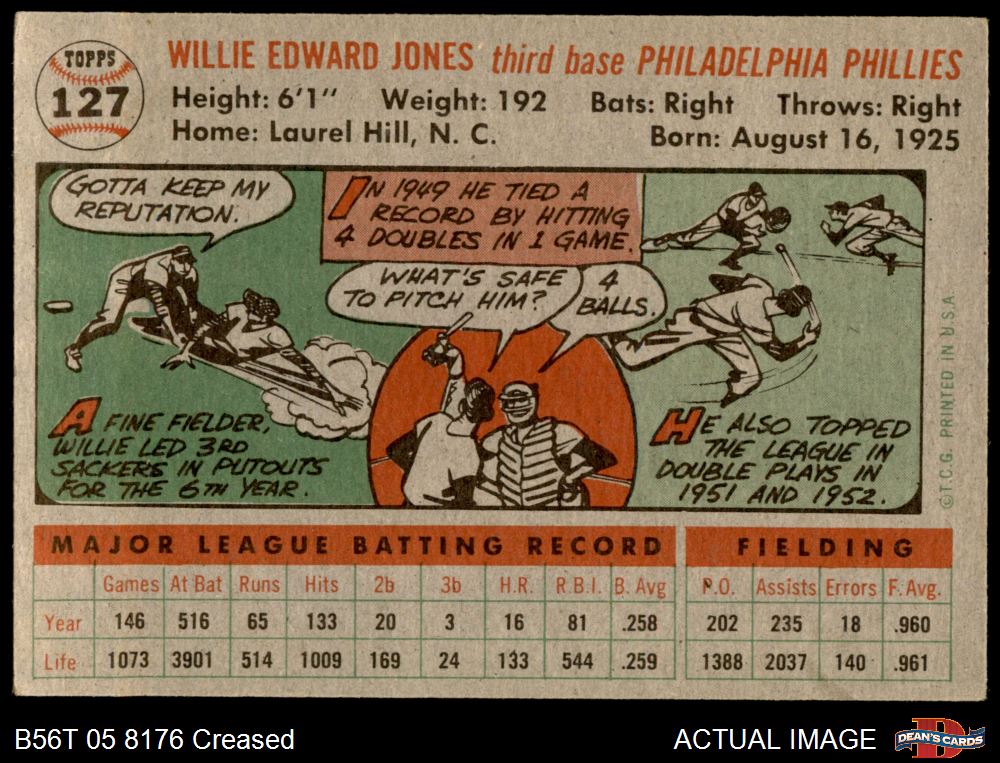 TOPPS
127
WILLIE EDWARD JONES third base PHILADELPHIA PHILLIES
Height: 6'1" Weight: 192 Bats: Right Throws: Right
Home: Laurel Hill, N. C. Born: August 16, 1925
GOTTA KEEP MY
REPUTATION.
IN 1949 HE TIED A
RECORD BY HITTING
4 DOUBLES IN 1 GAME.
WHAT'S SAFE
TO PITCH HIM?
4
BALLS.
A FINE FIELDER,
WILLIE LED 3RD
SACKERS IN PUTOUTS
FOR THE 6TH YEAR.
HE ALSO TOPPED
THE LEAGUE IN
DOUBLE PLAYS IN
1951 AND 1952.
©T.C.G. PRINTED IN U.S.A.
MAJOR LEAGUE BATTING RECORD FIELDING
Games At Bat Runs Hits 2b 3b H.R. R.B.I. B. Avg P.O. Assists Errors F. Avg.
Year 146 516 65 133 20 3 16 81 .258 202 235 18 .960
Life 1073 3901 514 1009 169 24 133 544 .259 1388 2037 140 .961
B56T 05 8176 Creased ACTUAL IMAGE
DEAN'S CARDS